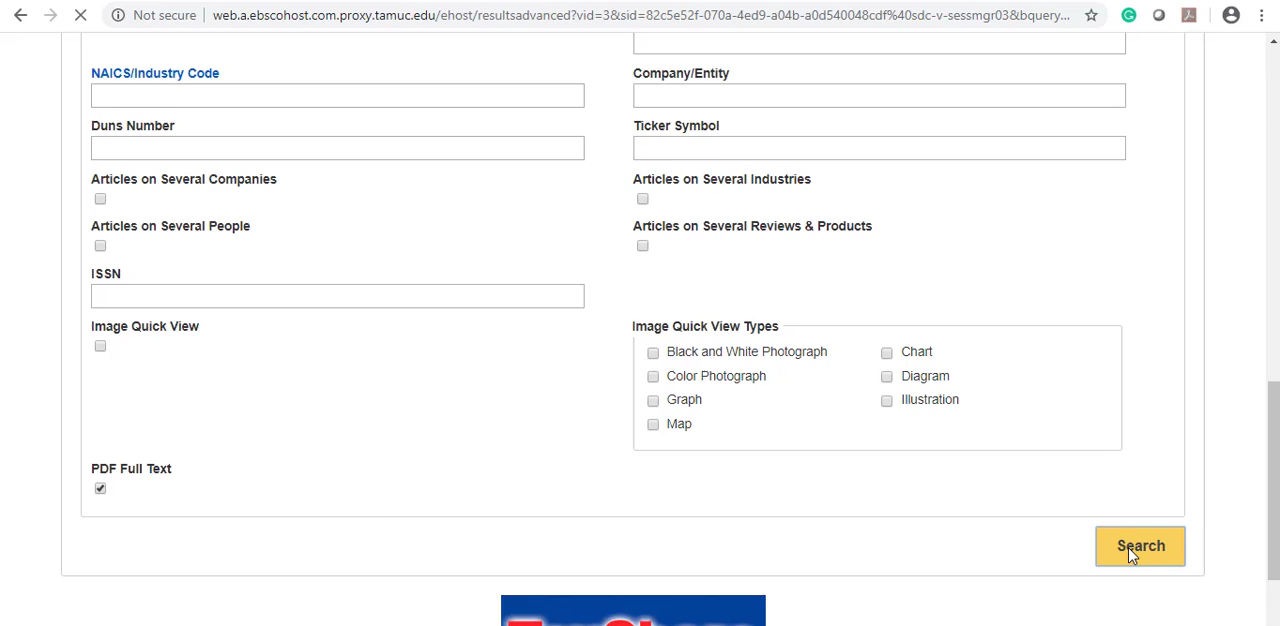 Not secure | web.a.ebscohost.com.proxy.tamuc.edu/ehost/resultsadvanced?vid=3&sid=82c5e52f-070a-4ed9-a04b-a0d540048cdf%40sdc-v-sessmgr03&bquery...
NAICS/Industry Code Company/Entity
Duns Number Ticker Symbol
Articles on Several Companies Articles on Several Industries
Articles on Several People Articles on Several Reviews & Products
ISSN
Image Quick View Image Quick View Types
Black and White Photograph Chart
Color Photograph Diagram
Graph Illustration
Map
PDF Full Text
Search